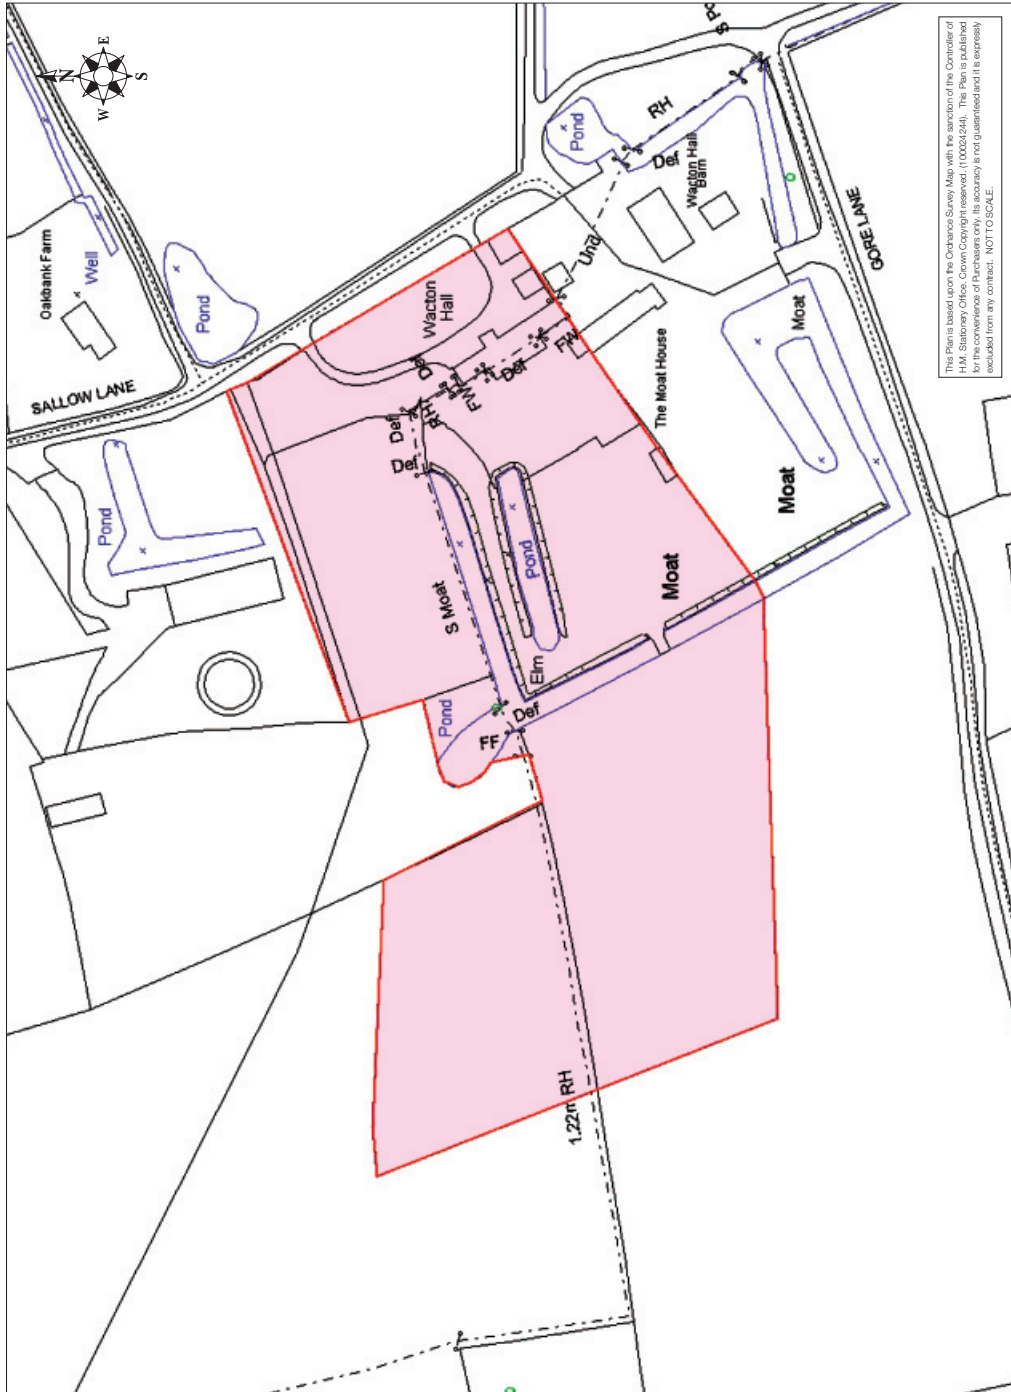 N
E
W
S
Oakbank Farm
Well
Pond
SALLOW LANE
Pond
Pond
RH
S Po
Def
Wacton Hall
Barn
Und
GORE LANE
Wacton
Hall
Def
FW
Def
FW
RH
Def
Def
The Moat House
Moat
Moat
S Moat
Pond
Moat
Elm
Pond
Def
FF
1.22m RH
This Plan is based upon the Ordnance Survey Map with the sanction of the Controller of
H.M. Stationery Office. Crown Copyright reserved. (100024244). This Plan is published
for the convenience of Purchasers only. Its accuracy is not guaranteed and it is expressly
excluded from any contract. NOT TO SCALE.